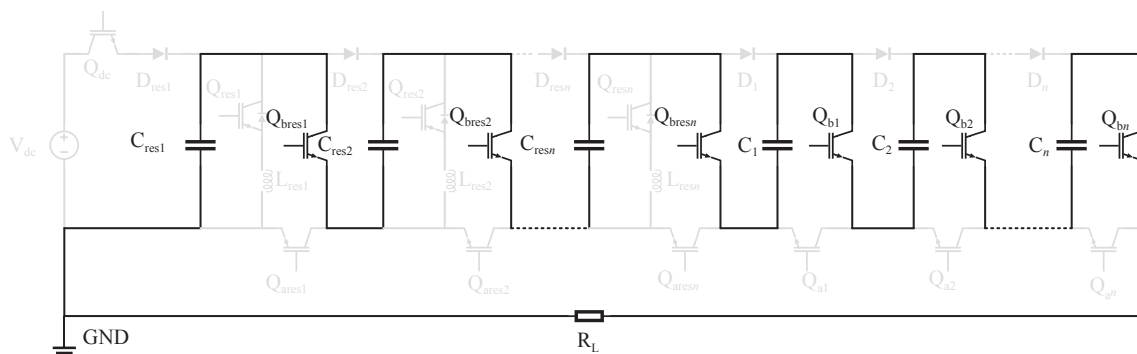 Q_dc
D_res1
D_res2
D_resn
D_1
D_2
D_n
Q_res1
Q_res2
Q_resn
V_dc
C_res1
Q_bres1
C_res2
Q_bres2
C_resn
Q_bresn
C_1
Q_b1
C_2
Q_b2
C_n
Q_bn
L_res1
L_res2
L_resn
Q_ares1
Q_ares2
Q_aresn
Q_a1
Q_a2
Q_an
GND
R_L